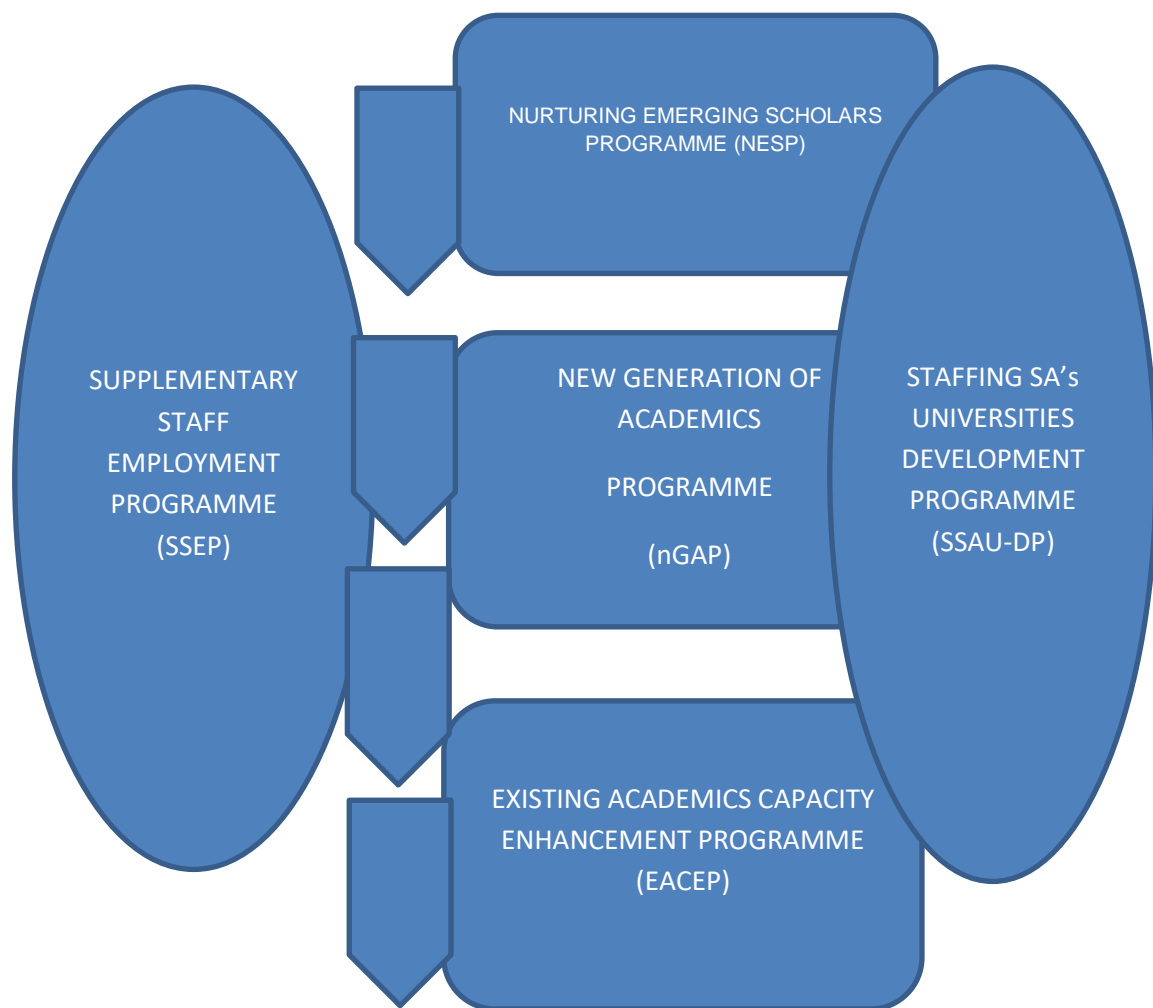 NURTURING EMERGING SCHOLARS
PROGRAMME (NESP)
SUPPLEMENTARY
STAFF
EMPLOYMENT
PROGRAMME
(SSEP)
NEW GENERATION OF
ACADEMICS
PROGRAMME
(nGAP)
STAFFING SA’s
UNIVERSITIES
DEVELOPMENT
PROGRAMME
(SSAU-DP)
EXISTING ACADEMICS CAPACITY
ENHANCEMENT PROGRAMME
(EACEP)